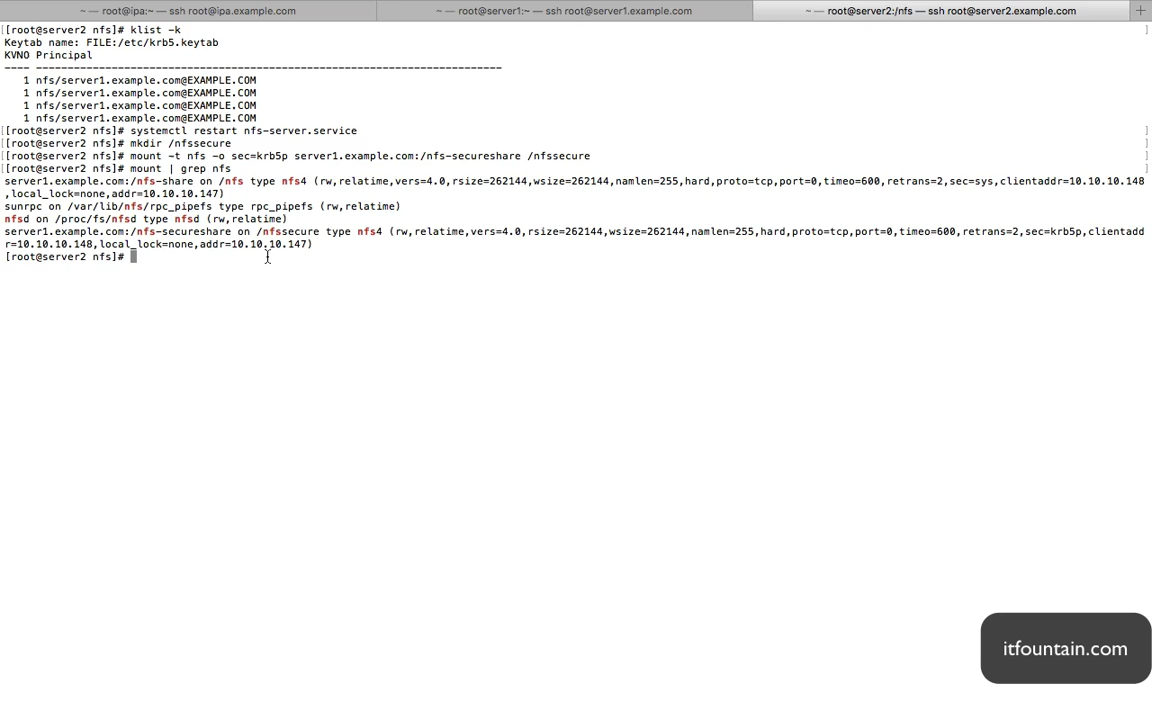 ~ — root@ipa:~ — ssh root@ipa.example.com
~ — root@server1:~ — ssh root@server1.example.com
~ — root@server2:/nfs — ssh root@server2.example.com
[[root@server2 nfs]# klist -k ]
Keytab name: FILE:/etc/krb5.keytab
KVNO Principal
---- --------------------------------------------------------------------------
1 nfs/server1.example.com@EXAMPLE.COM
1 nfs/server1.example.com@EXAMPLE.COM
1 nfs/server1.example.com@EXAMPLE.COM
1 nfs/server1.example.com@EXAMPLE.COM
[[root@server2 nfs]# systemctl restart nfs-server.service ]
[[root@server2 nfs]# mkdir /nfssecure ]
[[root@server2 nfs]# mount -t nfs -o sec=krb5p server1.example.com:/nfs-secureshare /nfssecure ]
[[root@server2 nfs]# mount | grep nfs ]
server1.example.com:/nfs-share on /nfs type nfs4 (rw,relatime,vers=4.0,rsize=262144,wsize=262144,namlen=255,hard,proto=tcp,port=0,timeo=600,retrans=2,sec=sys,clientaddr=10.10.10.148
,local_lock=none,addr=10.10.10.147)
sunrpc on /var/lib/nfs/rpc_pipefs type rpc_pipefs (rw,relatime)
nfsd on /proc/fs/nfsd type nfsd (rw,relatime)
server1.example.com:/nfs-secureshare on /nfssecure type nfs4 (rw,relatime,vers=4.0,rsize=262144,wsize=262144,namlen=255,hard,proto=tcp,port=0,timeo=600,retrans=2,sec=krb5p,clientadd
r=10.10.10.148,local_lock=none,addr=10.10.10.147)
[root@server2 nfs]#
itfountain.com